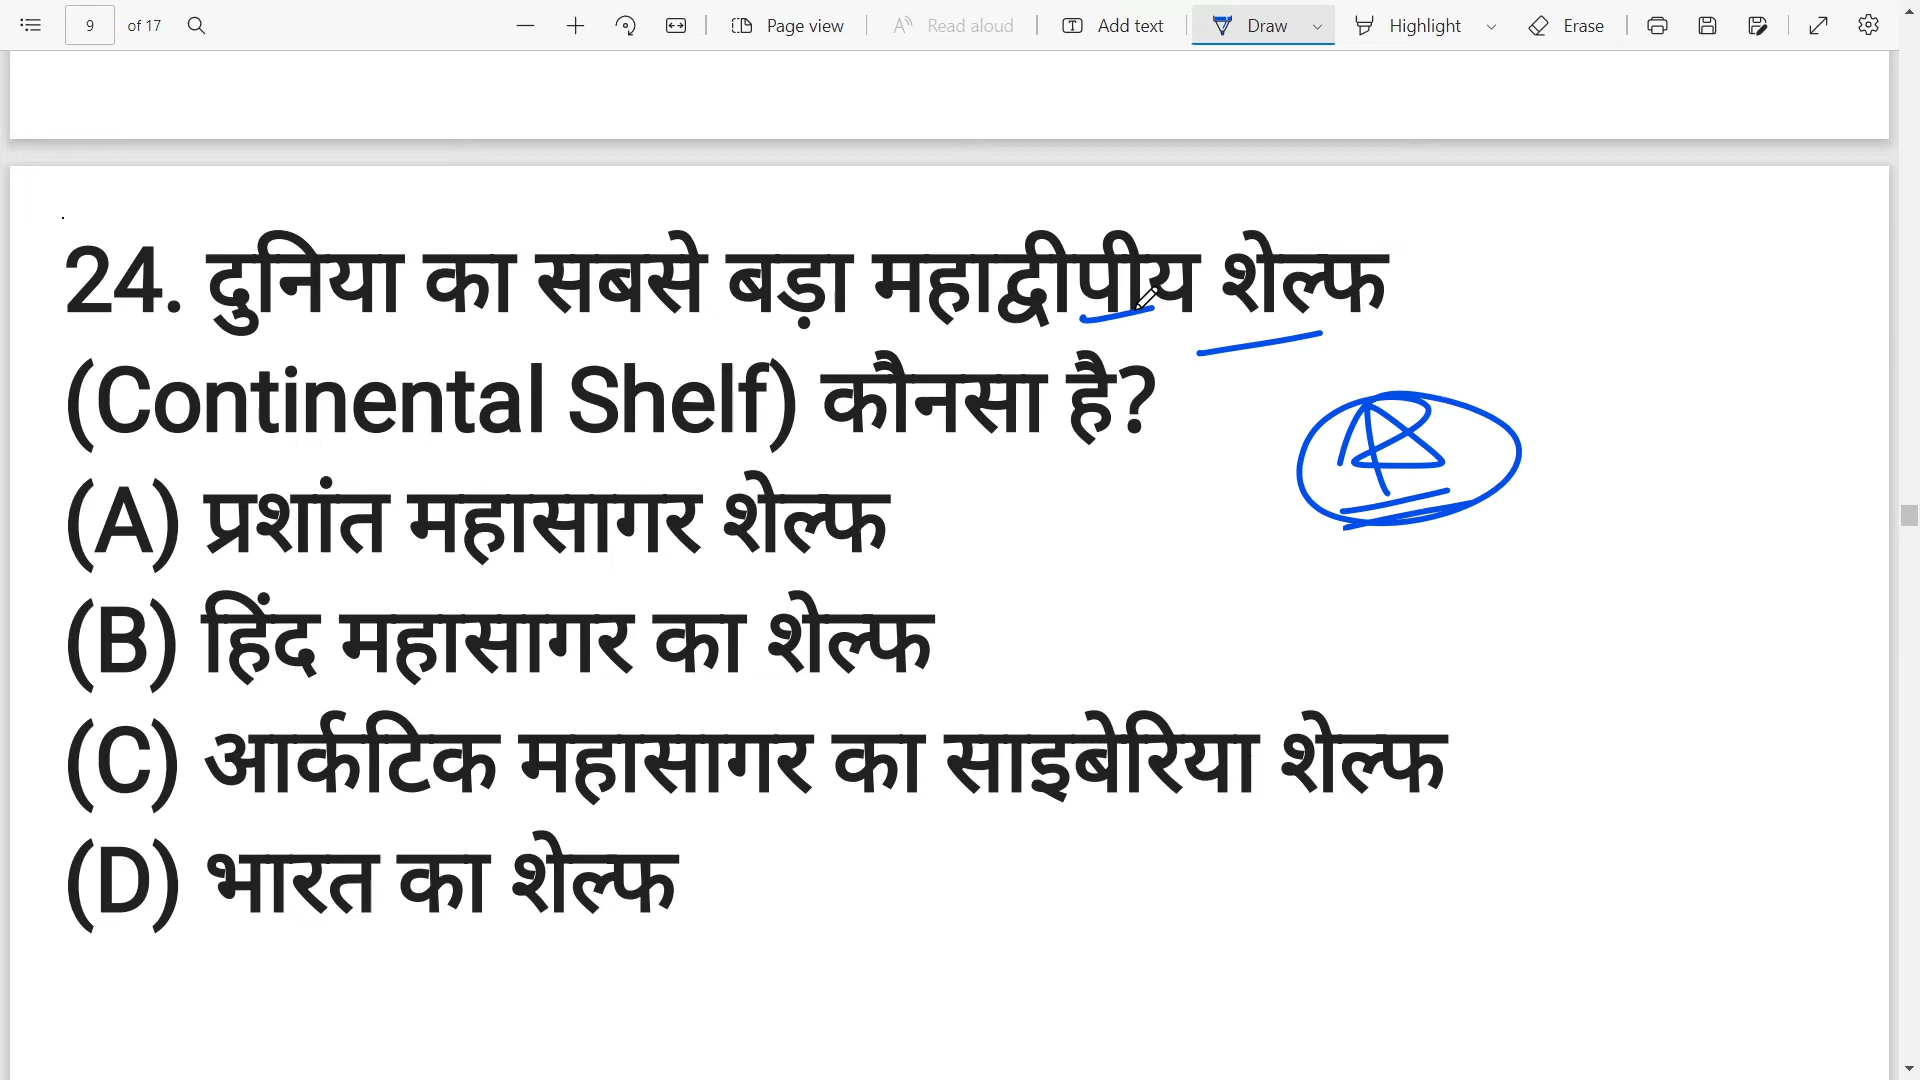 9 of 17 Page view Read aloud Add text Draw Highlight Erase
24. दुनिया का सबसे बड़ा महाद्वीपीय शेल्फ
(Continental Shelf) कौनसा है?
(A) प्रशांत महासागर शेल्फ
(B) हिंद महासागर का शेल्फ
(C) आर्कटिक महासागर का साइबेरिया शेल्फ
(D) भारत का शेल्फ